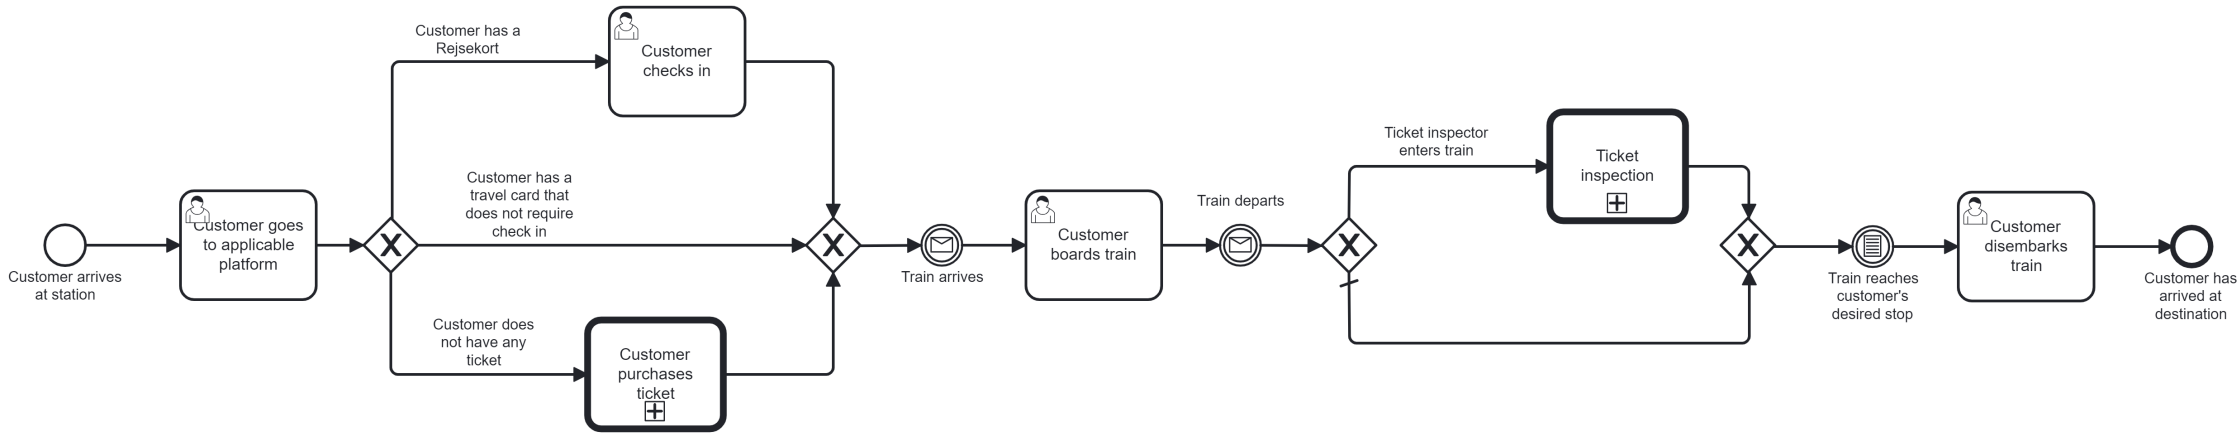 Customer arrives
at station
Customer goes
to applicable
platform
Customer has a
Rejsekort
Customer
checks in
Customer has a
travel card that
does not require
check in
Customer does
not have any
ticket
Customer
purchases
ticket
Train arrives
Customer
boards train
Train departs
Ticket inspector
enters train
Ticket
inspection
Train reaches
customer's
desired stop
Customer
disembarks
train
Customer has
arrived at
destination